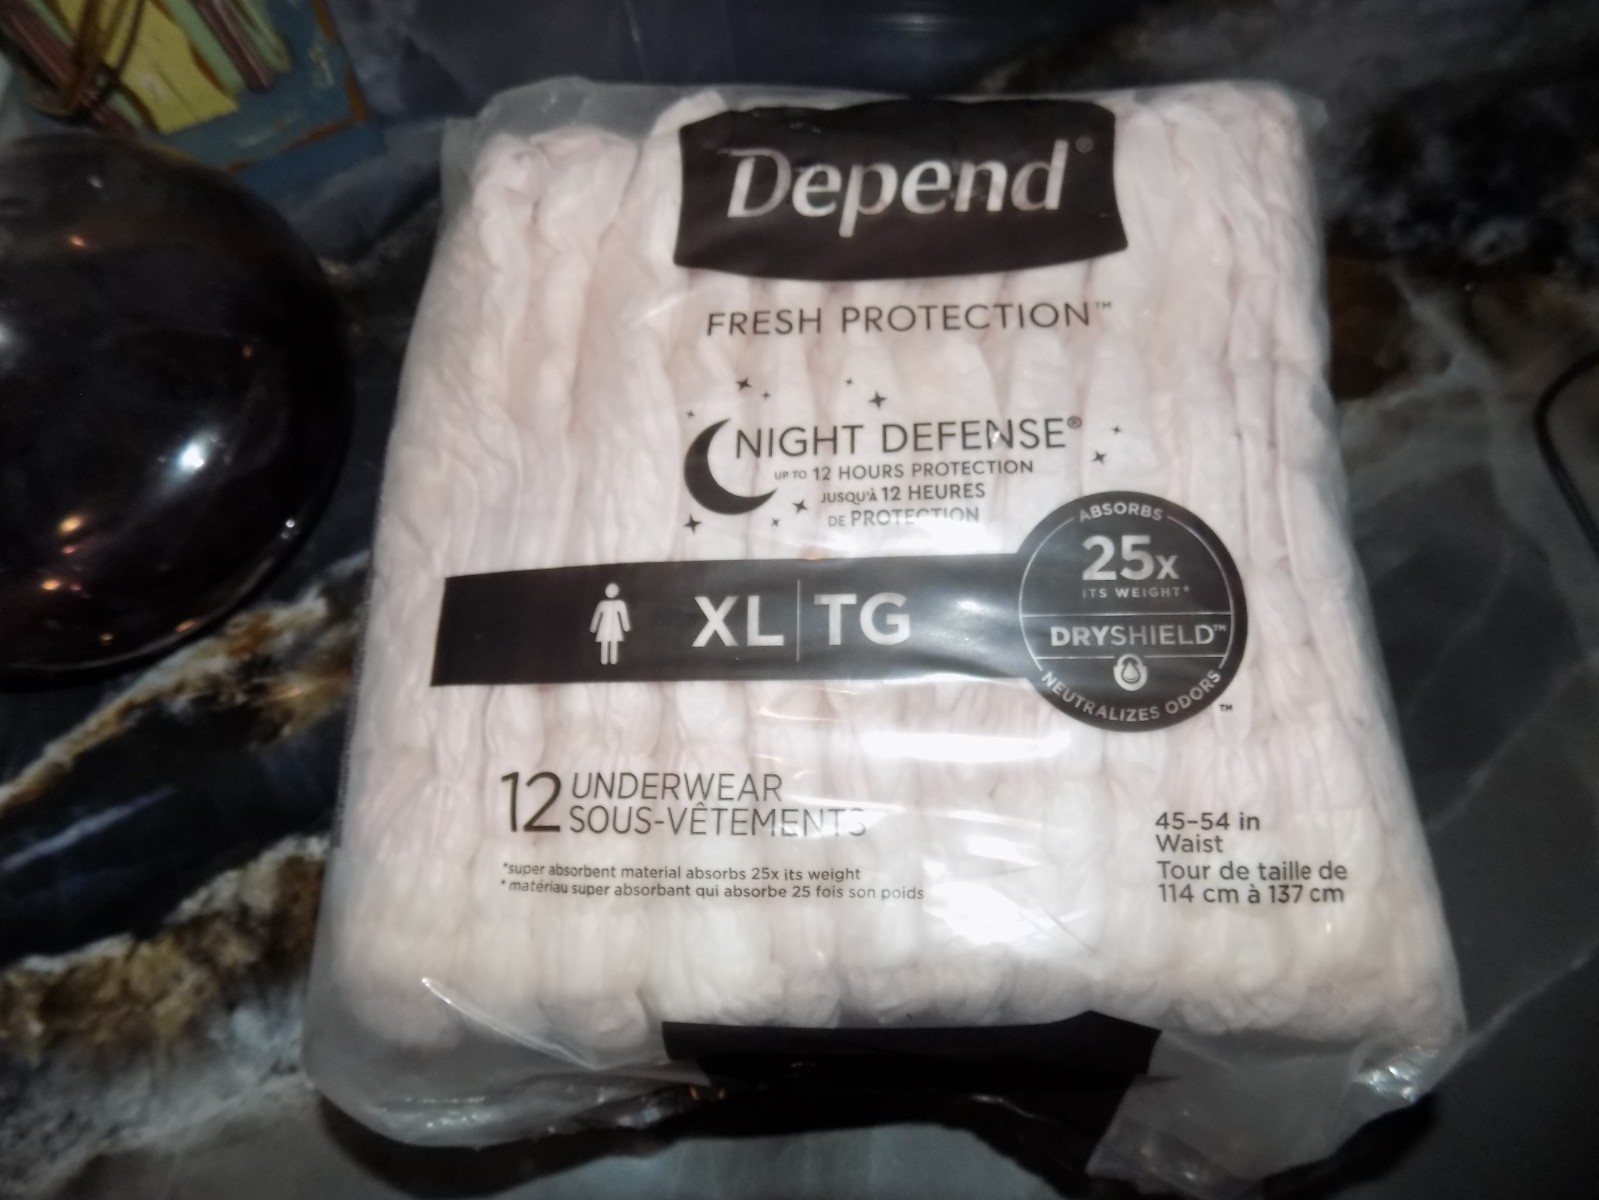 Depend®
FRESH PROTECTION™
NIGHT DEFENSE®
UP TO 12 HOURS PROTECTION
JUSQU'À 12 HEURES
DE PROTECTION
ABSORBS
25x
ITS WEIGHT*
DRYSHIELD™
NEUTRALIZES ODORS™
XL | TG
12 UNDERWEAR
SOUS-VÊTEMENTS
*super absorbent material absorbs 25x its weight
*matériau super absorbant qui absorbe 25 fois son poids
45-54 in
Waist
Tour de taille de
114 cm à 137 cm